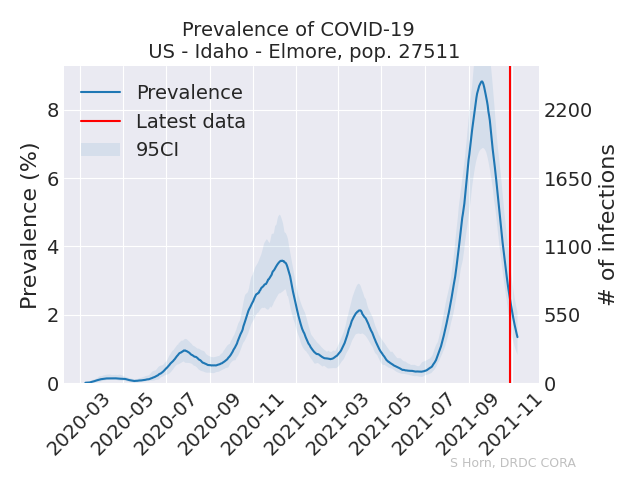 Prevalence of COVID-19
US - Idaho - Elmore, pop. 27511
Prevalence
Latest data
95CI
Prevalence (%)
8
6
4
2
0
# of infections
2200
1650
1100
550
0
2020-03
2020-05
2020-07
2020-09
2020-11
2021-01
2021-03
2021-05
2021-07
2021-09
2021-11
S Horn, DRDC CORA